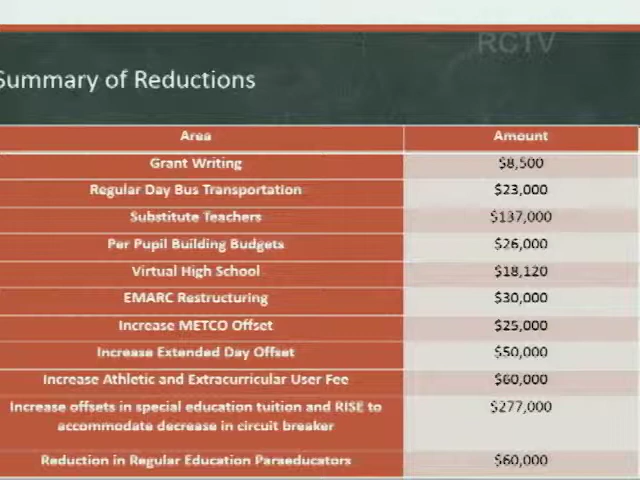 RCTV
Summary of Reductions
Area Amount
Grant Writing $8,500
Regular Day Bus Transportation $23,000
Substitute Teachers $137,000
Per Pupil Building Budgets $26,000
Virtual High School $18,120
EMARC Restructuring $30,000
Increase METCO Offset $25,000
Increase Extended Day Offset $50,000
Increase Athletic and Extracurricular User Fee $60,000
Increase offsets in special education tuition and RISE to $277,000
accommodate decrease in circuit breaker
Reduction in Regular Education Paraeducators $60,000